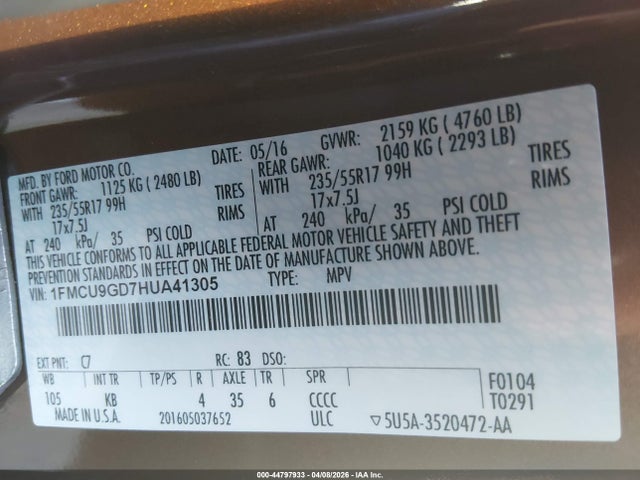 MFD. BY FORD MOTOR CO.
DATE: 05/16 GVWR: 2159 KG ( 4760 LB)
FRONT GAWR: 1125 KG ( 2480 LB) REAR GAWR: 1040 KG ( 2293 LB)
WITH 235/55R17 99H TIRES WITH 235/55R17 99H TIRES
17x7.5J RIMS 17x7.5J RIMS
AT 240 kPa/ 35 PSI COLD AT 240 kPa/ 35 PSI COLD
THIS VEHICLE CONFORMS TO ALL APPLICABLE FEDERAL MOTOR VEHICLE SAFETY AND THEFT
PREVENTION STANDARDS IN EFFECT ON THE DATE OF MANUFACTURE SHOWN ABOVE.
VIN: 1FMCU9GD7HUA41305 TYPE: MPV
EXT PNT: C7 RC: 83 DSO:
WB INT TR TP/PS R AXLE TR SPR
105 KB 4 35 6 CCCC
F0104
T0291
MADE IN U.S.A. 201605037652 ULC ▽5U5A-3520472-AA
000-44797933 - 04/08/2026 - IAA Inc.